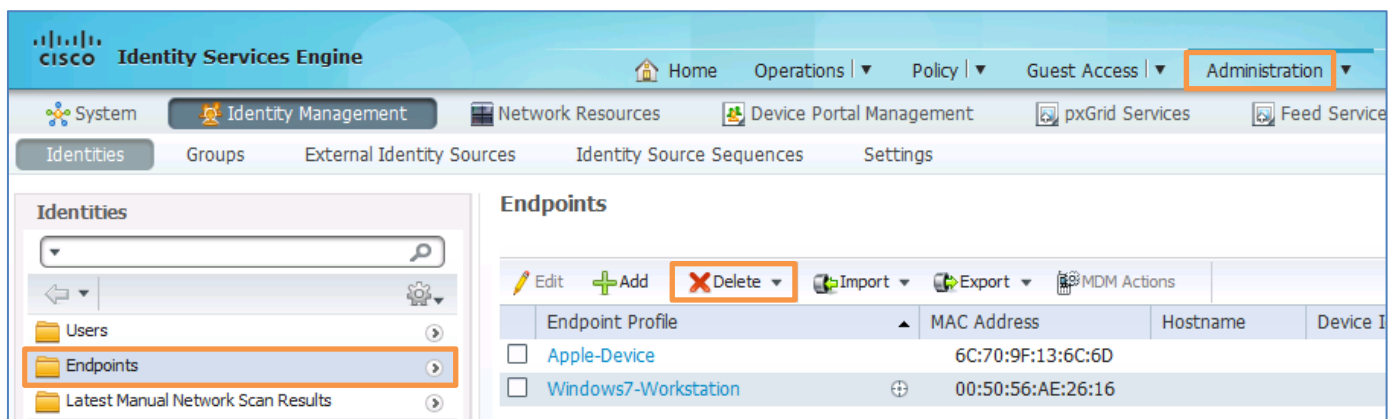 CISCO Identity Services Engine
Home Operations Policy Guest Access Administration
System Identity Management Network Resources Device Portal Management pxGrid Services Feed Service
Identities Groups External Identity Sources Identity Source Sequences Settings
Identities
Users
Endpoints
Latest Manual Network Scan Results
Endpoints
Edit Add Delete Import Export MDM Actions
Endpoint Profile MAC Address Hostname Device I
Apple-Device 6C:70:9F:13:6C:6D
Windows7-Workstation 00:50:56:AE:26:16